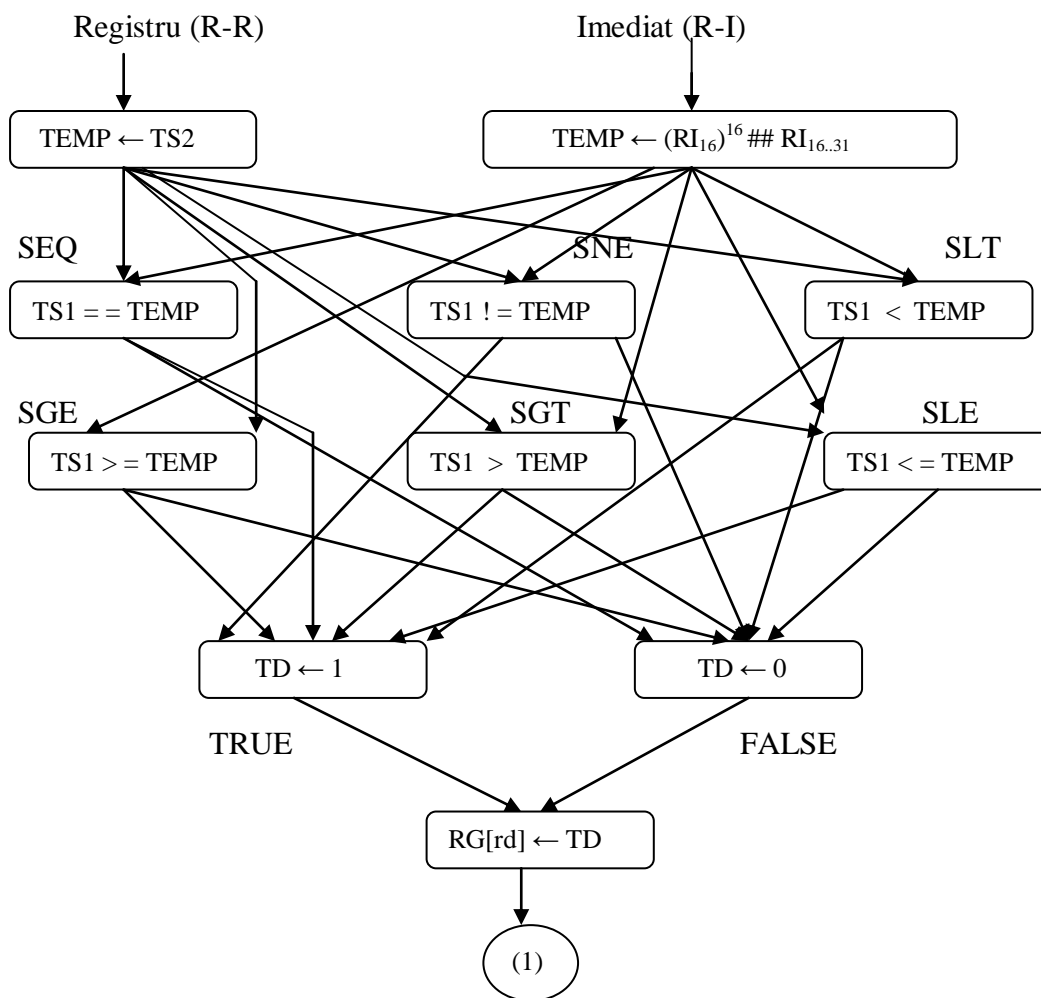 Registru (R-R) Imediat (R-I)
TEMP ← TS2 TEMP ← (RI₁₆)¹⁶ ## RI₁₆..₃₁
SEQ SNE SLT
TS1 = = TEMP TS1 ! = TEMP TS1 < TEMP
SGE SGT SLE
TS1 > = TEMP TS1 > TEMP TS1 < = TEMP
TD ← 1 TD ← 0
TRUE FALSE
RG[rd] ← TD
(1)